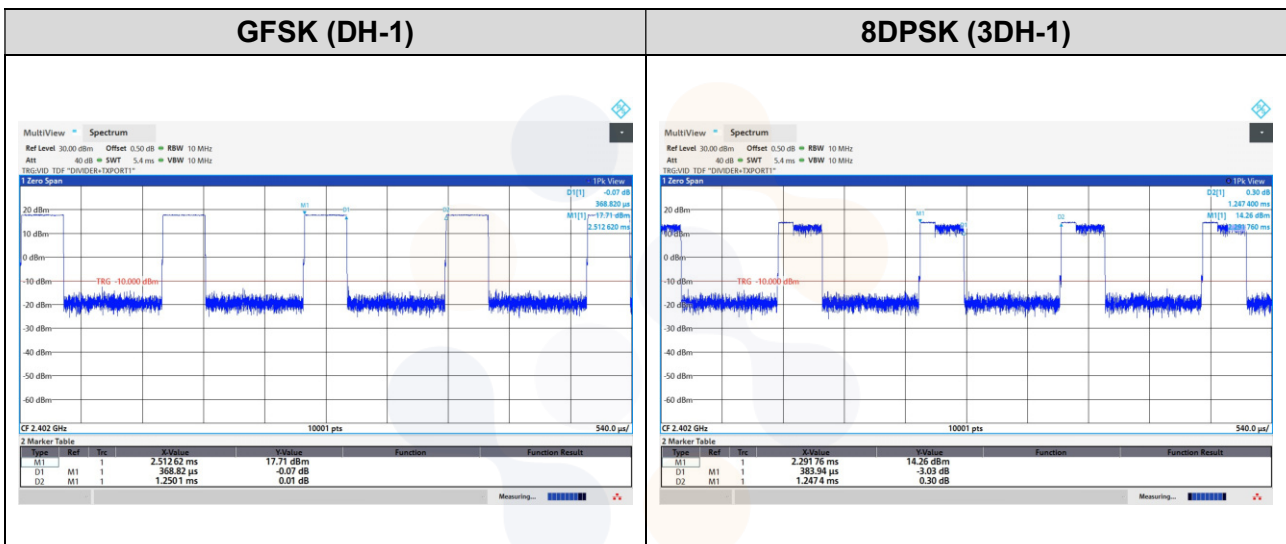 GFSK (DH-1)
8DPSK (3DH-1)
MultiView Spectrum
Ref Level 30.00 dBm Offset 0.50 dB RBW 10 MHz
Att 40 dB SWT 5.4 ms VBW 10 MHz
TRG:VID TDF "DIVIDER+TXPORT1"
1 Zero Span 1Pk View
D1[1] -0.07 dB
368.820 µs
M1[1] 17.71 dBm
2.512 620 ms
M1 D1 D2
20 dBm
10 dBm
0 dBm
-10 dBm
TRG -10.000 dBm
-20 dBm
-30 dBm
-40 dBm
-50 dBm
-60 dBm
CF 2.402 GHz 10001 pts 540.0 µs/
2 Marker Table
Type Ref Trc X-Value Y-Value Function Function Result
M1 1 2.512 62 ms 17.71 dBm
D1 M1 1 368.82 µs -0.07 dB
D2 M1 1 1.250 1 ms 0.01 dB
Measuring...
MultiView Spectrum
Ref Level 30.00 dBm Offset 0.50 dB RBW 10 MHz
Att 40 dB SWT 5.4 ms VBW 10 MHz
TRG:VID TDF "DIVIDER+TXPORT1"
1 Zero Span 1Pk View
D2[1] 0.30 dB
1.247 400 ms
M1[1] 14.26 dBm
2.291 760 ms
M1 D1 D2
20 dBm
10 dBm
0 dBm
-10 dBm
TRG -10.000 dBm
-20 dBm
-30 dBm
-40 dBm
-50 dBm
-60 dBm
CF 2.402 GHz 10001 pts 540.0 µs/
2 Marker Table
Type Ref Trc X-Value Y-Value Function Function Result
M1 1 2.291 76 ms 14.26 dBm
D1 M1 1 383.94 µs -3.03 dB
D2 M1 1 1.247 4 ms 0.30 dB
Measuring...